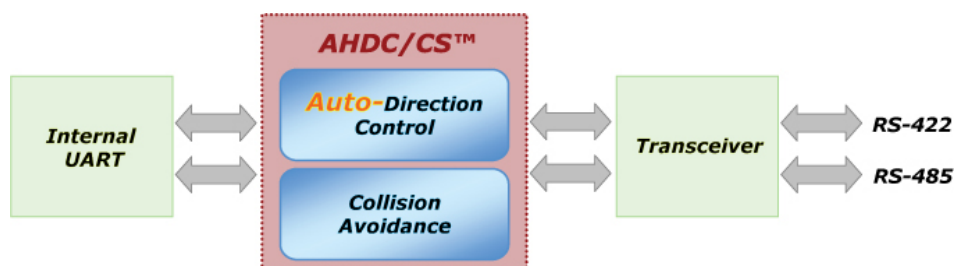 AHDC/CS™
Auto-Direction
Control
Internal
UART
Collision
Avoidance
Transceiver
RS-422
RS-485